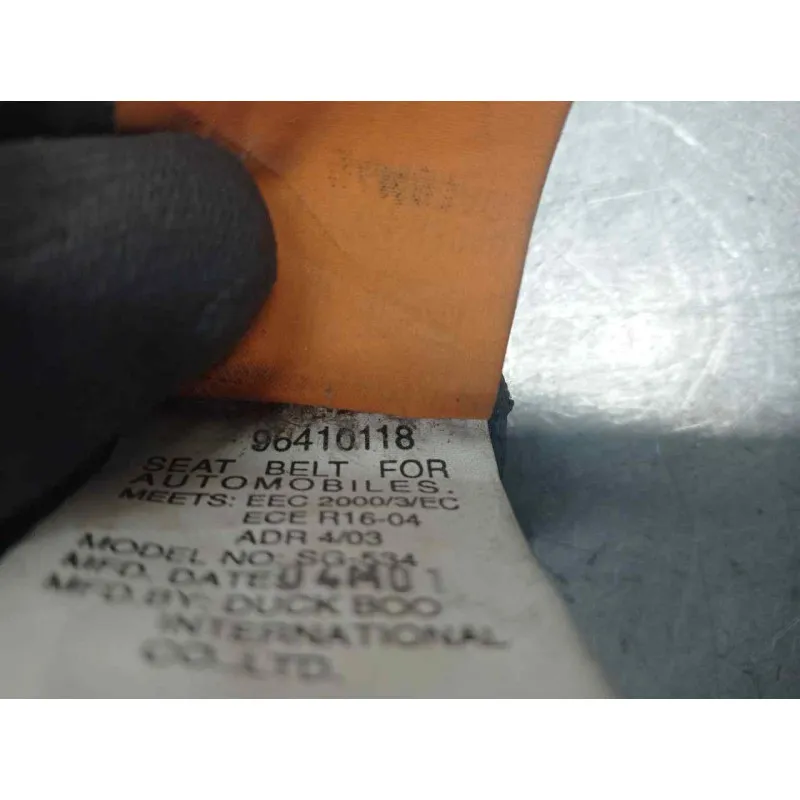 96410118
SEAT BELT FOR
AUTOMOBILES.
MEETS: EEC 2000/3/EC
ECE R16-04
ADR 4/03
MODEL NO. SG-534
MFD. DATE 04M01
MFD.BY: DUCK BOO
INTERNATIONAL
CO.,LTD.